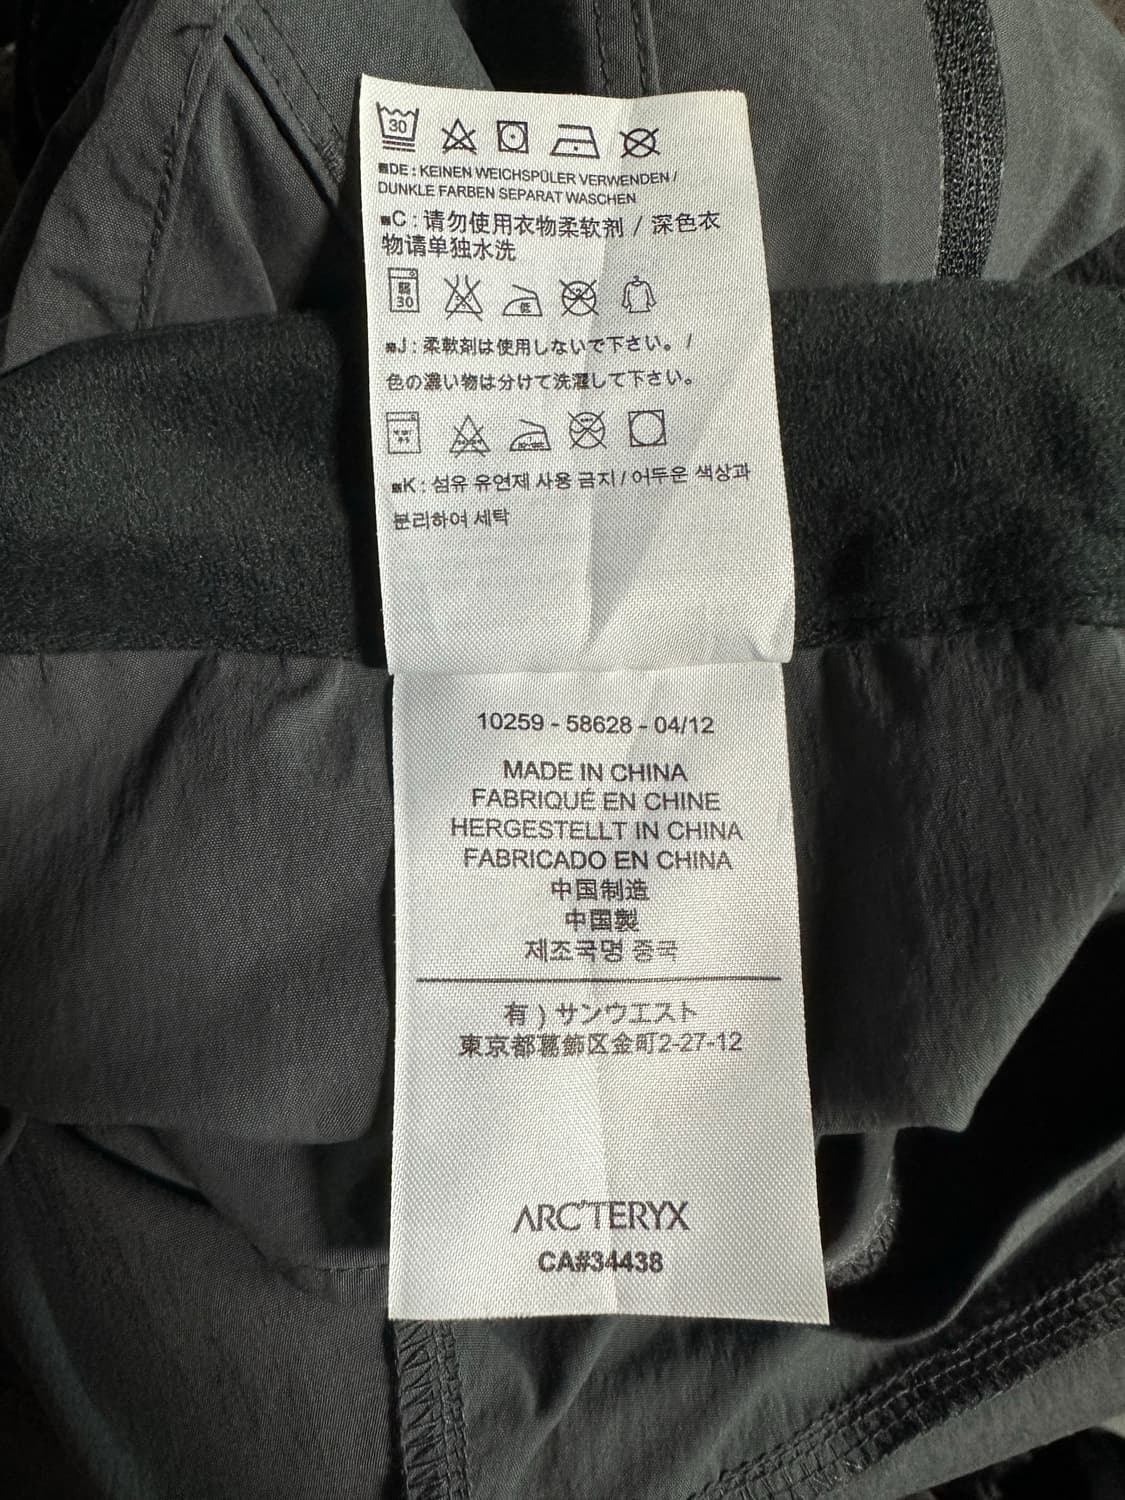 30
■DE : KEINEN WEICHSPÜLER VERWENDEN /
DUNKLE FARBEN SEPARAT WASCHEN
■C : 请勿使用衣物柔软剂 / 深色衣
物请单独水洗
弱 30 低
■J : 柔軟剤は使用しないで下さい。 /
色の濃い物は分けて洗濯して下さい。
■K : 섬유 유연제 사용 금지 / 어두운 색상과
분리하여 세탁
10259 - 58628 - 04/12
MADE IN CHINA
FABRIQUÉ EN CHINE
HERGESTELLT IN CHINA
FABRICADO EN CHINA
中国制造
中国製
제조국명 중국
有 ) サンウエスト
東京都葛飾区金町2-27-12
ARC'TERYX
CA#34438